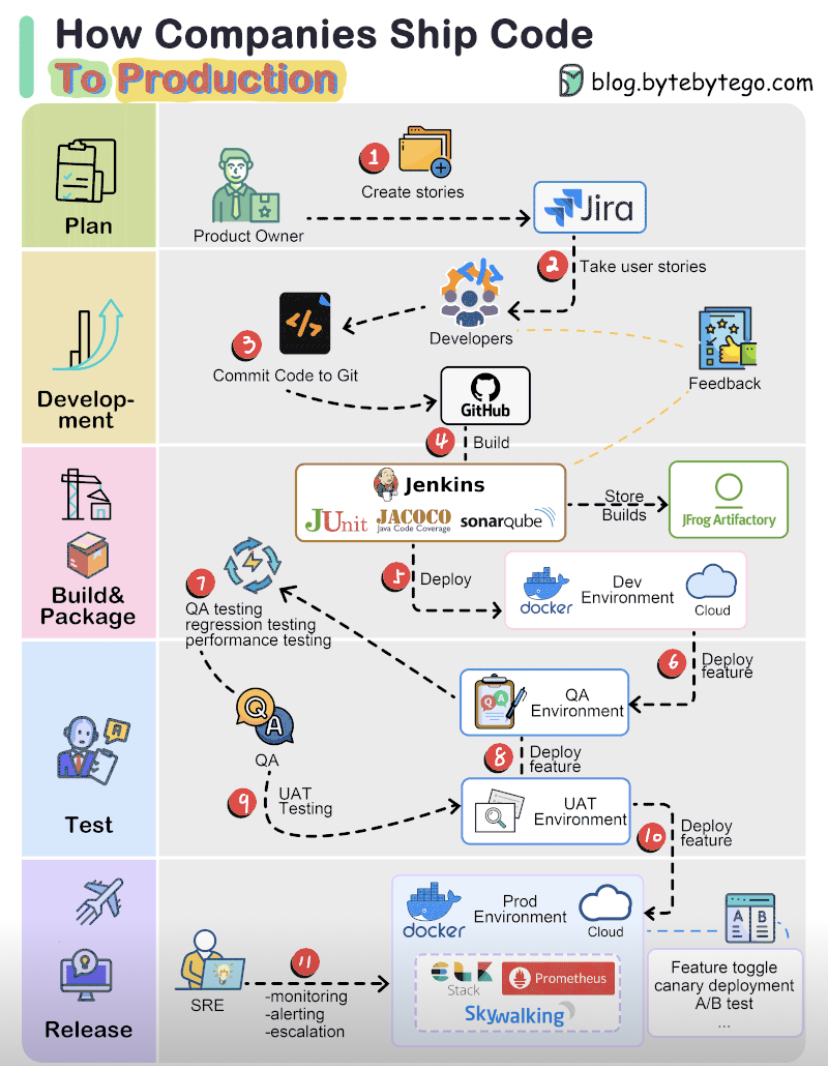 How Companies Ship Code
To Production
blog.bytebytego.com
Plan
1
Create stories
Product Owner
Jira
2
Take user stories
Develop-
ment
Developers
3
Commit Code to Git
GitHub
Feedback
4
Build
Build&
Package
Jenkins
JUnit
JACOCO
Java Code Coverage
sonarqube
Store
Builds
JFrog Artifactory
5
Deploy
docker
Dev
Environment
Cloud
7
QA testing
regression testing
performance testing
6
Deploy
feature
Test
A
QA
QA
Environment
8
Deploy
feature
Q
A
QA
9
UAT
Testing
UAT
Environment
10
Deploy
feature
Release
SRE
11
-monitoring
-alerting
-escalation
docker
Prod
Environment
Cloud
ELK
Stack
Prometheus
Skywalking
A B
Feature toggle
canary deployment
A/B test
...